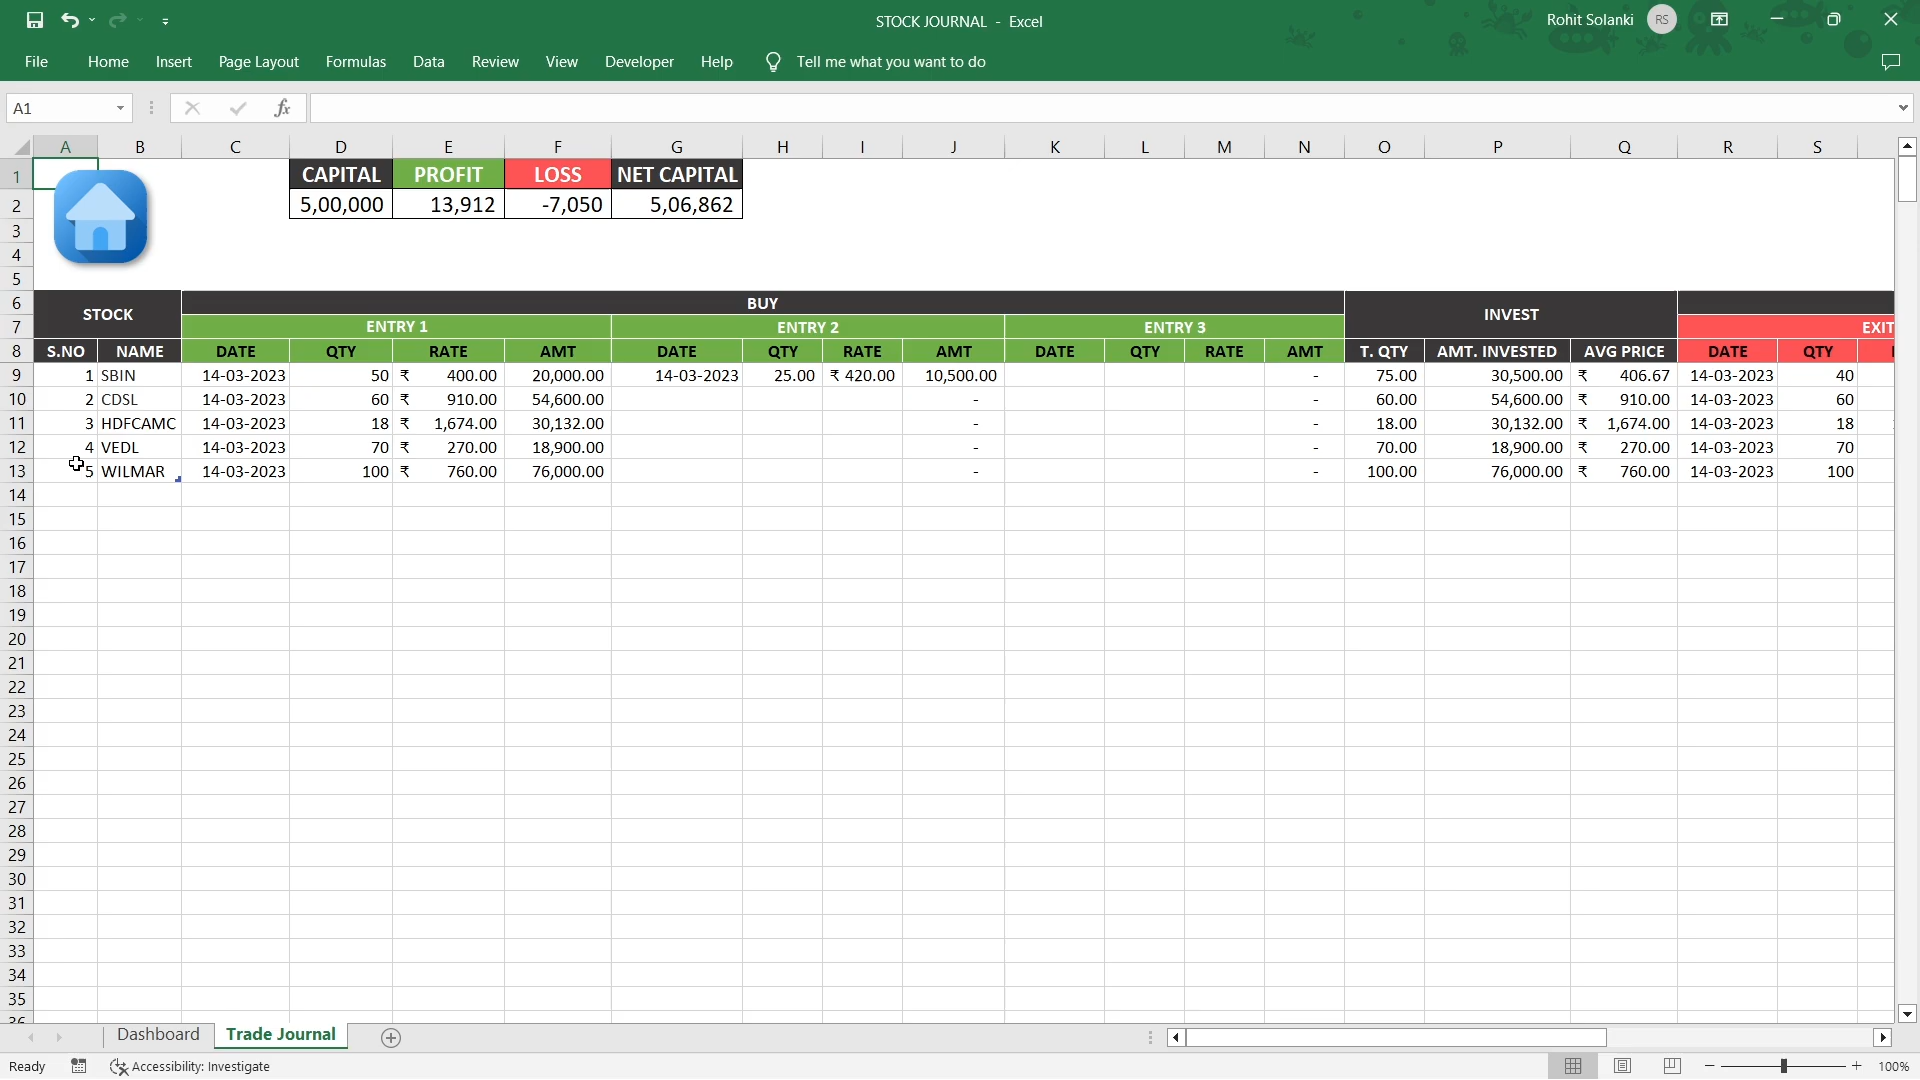 STOCK JOURNAL - Excel
Rohit Solanki RS
File Home Insert Page Layout Formulas Data Review View Developer Help Tell me what you want to do
A1 fx
A B C D E F G H I J K L M N O P Q R S
1 CAPITAL PROFIT LOSS NET CAPITAL
2 5,00,000 13,912 -7,050 5,06,862
3
4
5
6 STOCK BUY INVEST
7 ENTRY 1 ENTRY 2 ENTRY 3 EXIT
8 S.NO NAME DATE QTY RATE AMT DATE QTY RATE AMT DATE QTY RATE AMT T. QTY AMT. INVESTED AVG PRICE DATE QTY
9 1 SBIN 14-03-2023 50 ₹ 400.00 20,000.00 14-03-2023 25.00 ₹ 420.00 10,500.00 - 75.00 30,500.00 ₹ 406.67 14-03-2023 40
10 2 CDSL 14-03-2023 60 ₹ 910.00 54,600.00 - - 60.00 54,600.00 ₹ 910.00 14-03-2023 60
11 3 HDFCAMC 14-03-2023 18 ₹ 1,674.00 30,132.00 - - 18.00 30,132.00 ₹ 1,674.00 14-03-2023 18
12 4 VEDL 14-03-2023 70 ₹ 270.00 18,900.00 - - 70.00 18,900.00 ₹ 270.00 14-03-2023 70
13 5 WILMAR 14-03-2023 100 ₹ 760.00 76,000.00 - - 100.00 76,000.00 ₹ 760.00 14-03-2023 100
14
15
16
17
18
19
20
21
22
23
24
25
26
27
28
29
30
31
32
33
34
35
36
Dashboard Trade Journal
Ready Accessibility: Investigate 100%